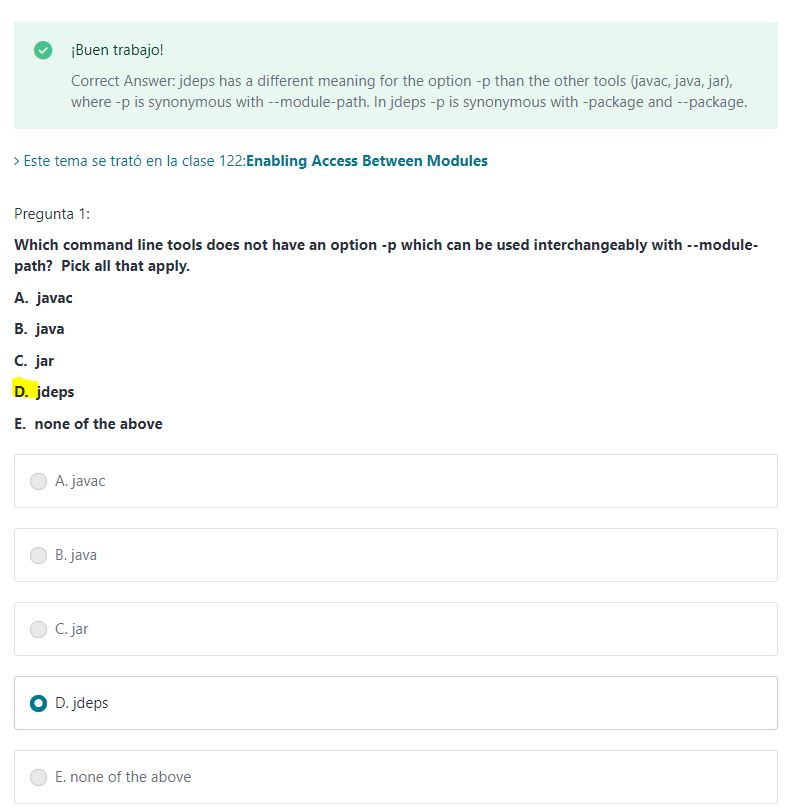 ¡Buen trabajo!
Correct Answer: jdeps has a different meaning for the option -p than the other tools (javac, java, jar),
where -p is synonymous with --module-path. In jdeps -p is synonymous with -package and --package.
> Este tema se trató en la clase 122:Enabling Access Between Modules
Pregunta 1:
Which command line tools does not have an option -p which can be used interchangeably with --module-
path?  Pick all that apply.
A.  javac
B.  java
C.  jar
D.  jdeps
E.  none of the above
A. javac
B. java
C. jar
D. jdeps
E. none of the above